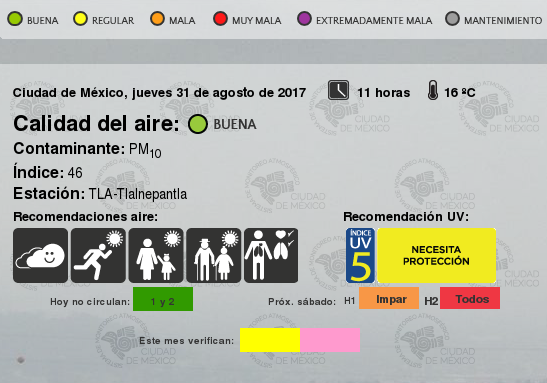 BUENA REGULAR MALA MUY MALA EXTREMADAMENTE MALA MANTENIMIENTO
Ciudad de México, jueves 31 de agosto de 2017 11 horas 16 ºC
Calidad del aire: BUENA
Contaminante: PM10
Índice: 46
Estación: TLA-Tlalnepantla
Recomendaciones aire: Recomendación UV:
ÍNDICE
UV
5
NECESITA
PROTECCIÓN
Hoy no circulan: 1 y 2 Próx. sábado: H1 Impar H2 Todos
Este mes verifican: